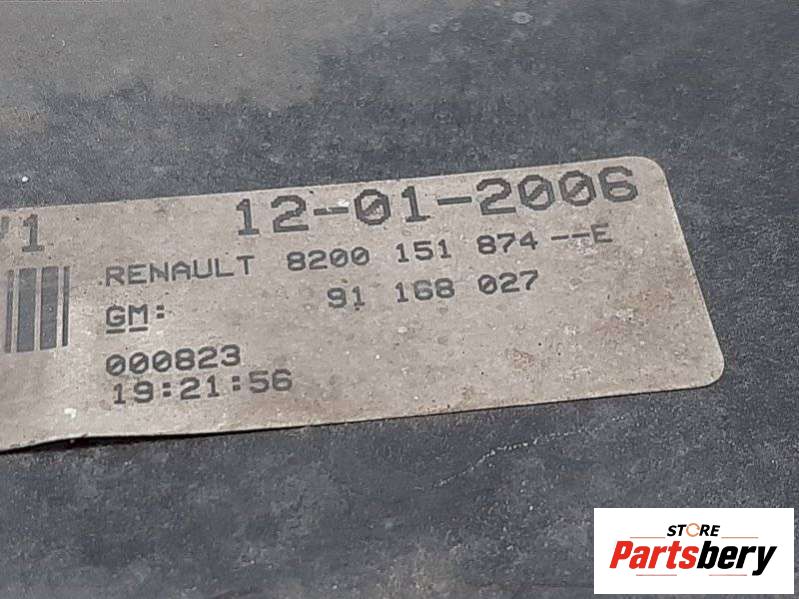 12-01-2006
RENAULT 8200 151 874--E
GM: 91 168 027
000823
19:21:56
STORE
Partsbery